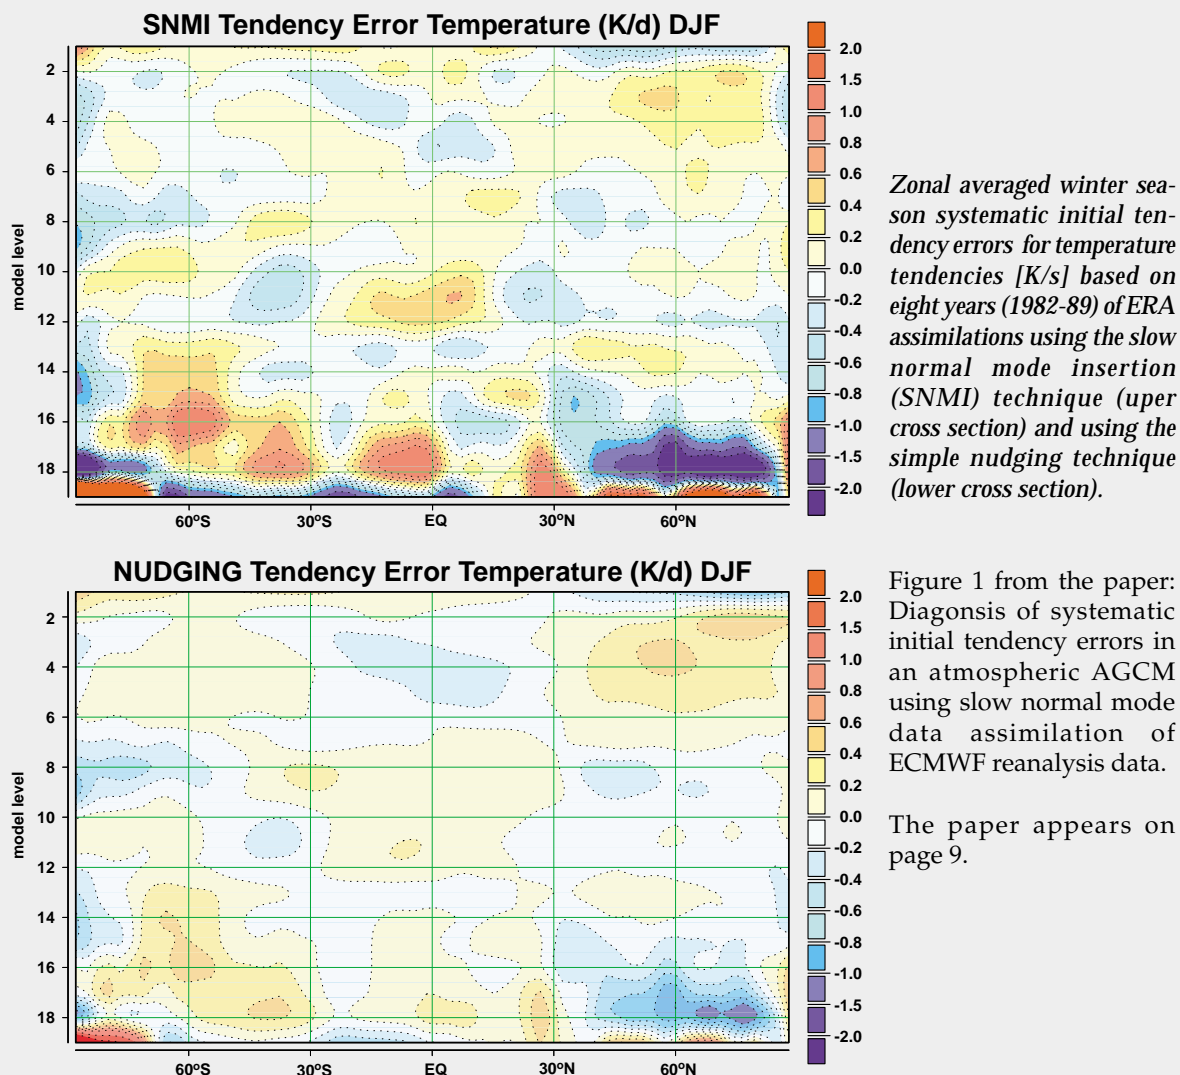 SNMI Tendency Error Temperature (K/d) DJF
model level
2
4
6
8
10
12
14
16
18
60°S
30°S
EQ
30°N
60°N
2.0
1.5
1.0
0.8
0.6
0.4
0.2
0.0
-0.2
-0.4
-0.6
-0.8
-1.0
-1.5
-2.0
Zonal averaged winter sea-
son systematic initial ten-
dency errors for temperature
tendencies [K/s] based on
eight years (1982-89) of ERA
assimilations using the slow
normal mode insertion
(SNMI) technique (uper
cross section) and using the
simple nudging technique
(lower cross section).
NUDGING Tendency Error Temperature (K/d) DJF
model level
2
4
6
8
10
12
14
16
18
60°S
30°S
EQ
30°N
60°N
2.0
1.5
1.0
0.8
0.6
0.4
0.2
0.0
-0.2
-0.4
-0.6
-0.8
-1.0
-1.5
-2.0
Figure 1 from the paper:
Diagonsis of systematic
initial tendency errors in
an atmospheric AGCM
using slow normal mode
data assimilation of
ECMWF reanalysis data.
The paper appears on
page 9.